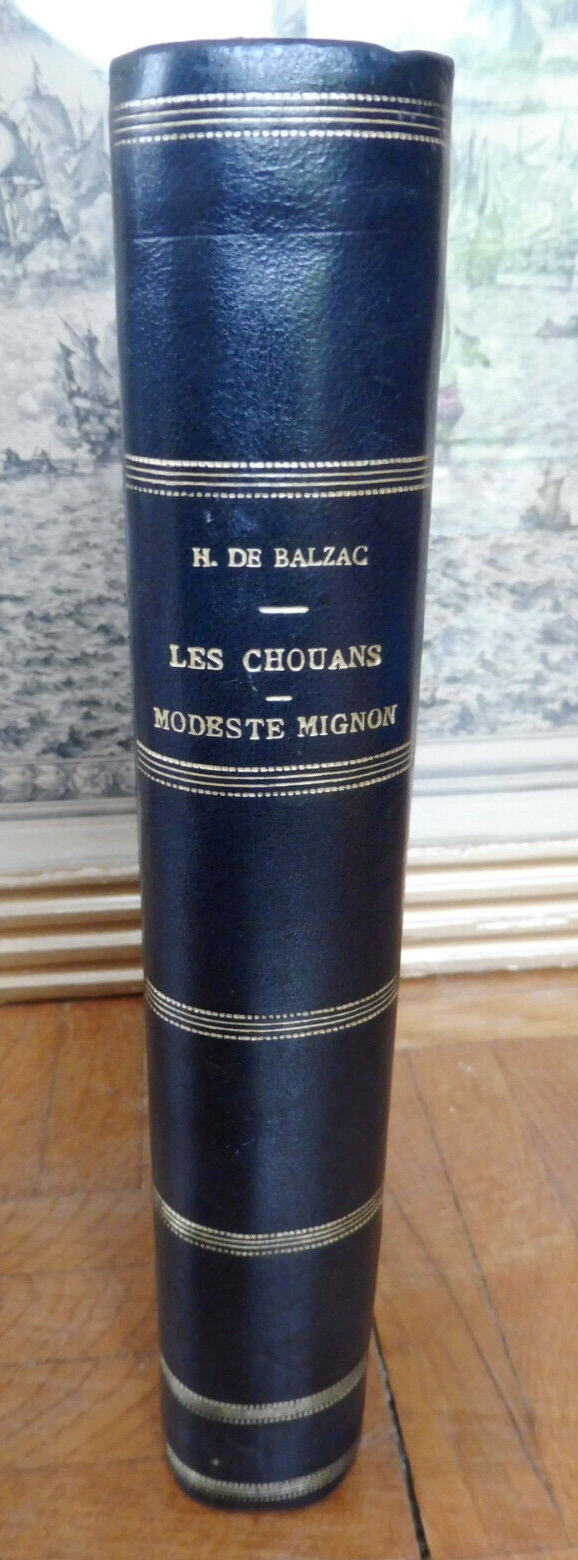 H. DE BALZAC
LES CHOUANS
MODESTE MIGNON